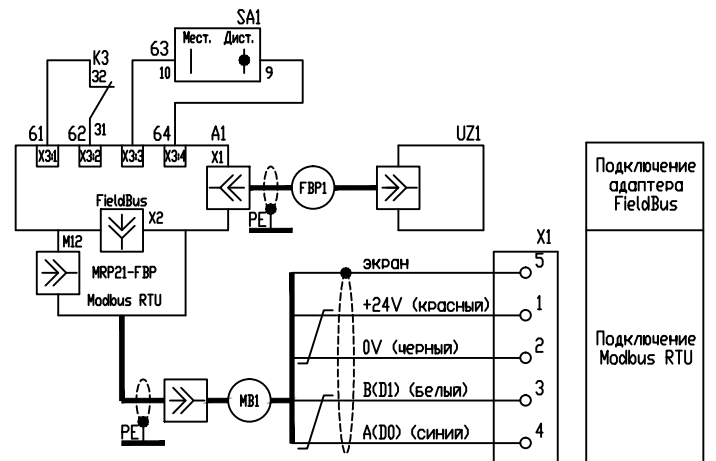 SA1
Мест. Дист.
63
10
9
К3
32
31
61
62
64
A1
UZ1
X3:1
X3:2
X3:3
X3:4
X1
FBP1
PE
FieldBus
X2
M12
MRP21-FBP
Modbus RTU
MB1
PE
X1
экран
5
+24V (красный)
1
0V (черный)
2
B(D1) (белый)
3
A(D0) (синий)
4
Подключение
адаптера
FieldBus
Подключение
Modbus RTU